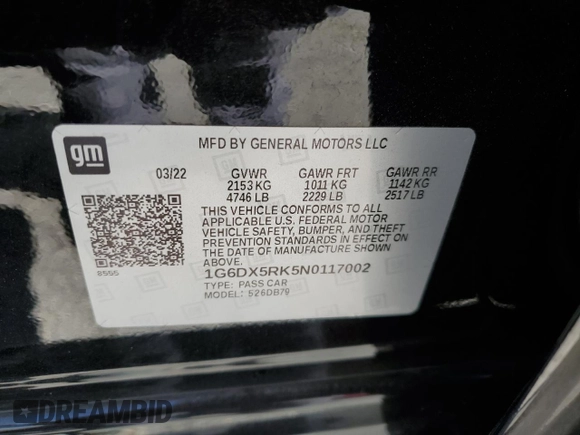 gm
MFD BY GENERAL MOTORS LLC
03/22 GVWR GAWR FRT GAWR RR
2153 KG 1011 KG 1142 KG
4746 LB 2229 LB 2517 LB
THIS VEHICLE CONFORMS TO ALL
APPLICABLE U.S. FEDERAL MOTOR
VEHICLE SAFETY, BUMPER, AND THEFT
PREVENTION STANDARDS IN EFFECT ON
THE DATE OF MANUFACTURE SHOWN
ABOVE.
8555
1G6DX5RK5N0117002
TYPE: PASS CAR
MODEL: 526DB79
DREAMBID